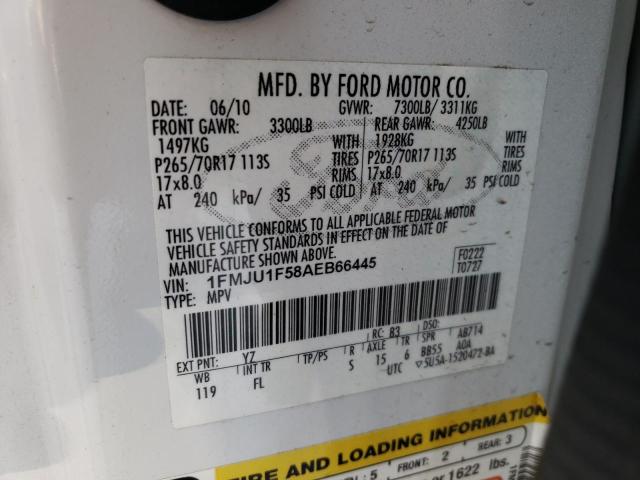 MFD. BY FORD MOTOR CO.
DATE: 06/10 GVWR: 7300LB/ 3311KG
FRONT GAWR: 3300LB REAR GAWR: 4250LB
1497KG WITH 1928KG WITH
P265/70R17 113S TIRES P265/70R17 113S TIRES
17x8.0 RIMS 17x8.0 RIMS
AT 240 kPa/ 35 PSI COLD AT 240 kPa/ 35 PSI COLD
THIS VEHICLE CONFORMS TO ALL APPLICABLE FEDERAL MOTOR
VEHICLE SAFETY STANDARDS IN EFFECT ON THE DATE OF
MANUFACTURE SHOWN ABOVE.
VIN: 1FMJU1F58AEB66445 F0222
TYPE: MPV T0727
EXT PNT: YZ RC: B3 DSO:
WB INT TR TP/PS R AXLE TR SPR AB714
119 FL S 15 6 BB55 AOA
UTC ▽5U5A-1520472-BA
TIRE AND LOADING INFORMATION
5 FRONT: 2 REAR: 3
1622 lbs.